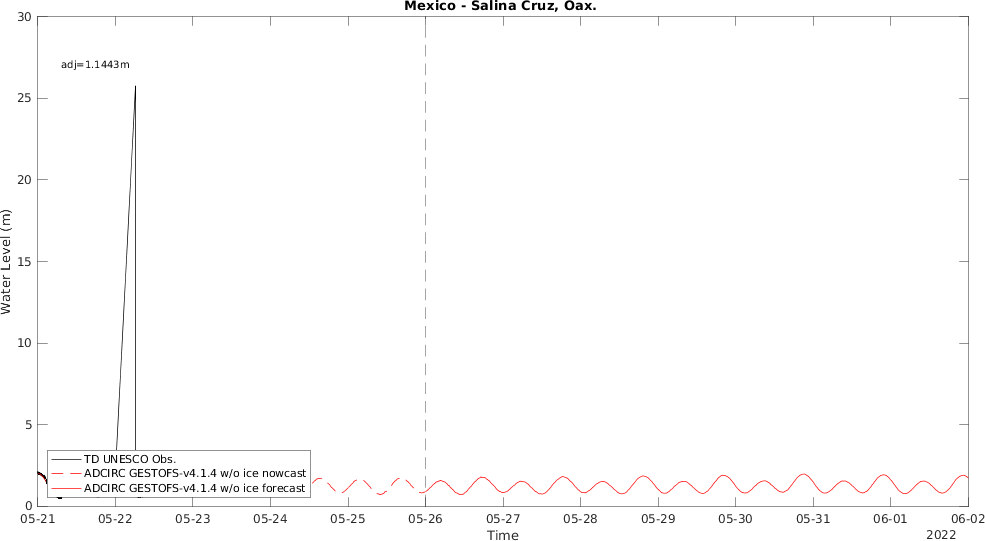 Mexico - Salina Cruz, Oax.
30
adj=1.1443m
25
20
15
10
5
0
Water Level (m)
TD UNESCO Obs.
ADCIRC GESTOFS-v4.1.4 w/o ice nowcast
ADCIRC GESTOFS-v4.1.4 w/o ice forecast
05-21 05-22 05-23 05-24 05-25 05-26 05-27 05-28 05-29 05-30 05-31 06-01 06-02
Time
2022